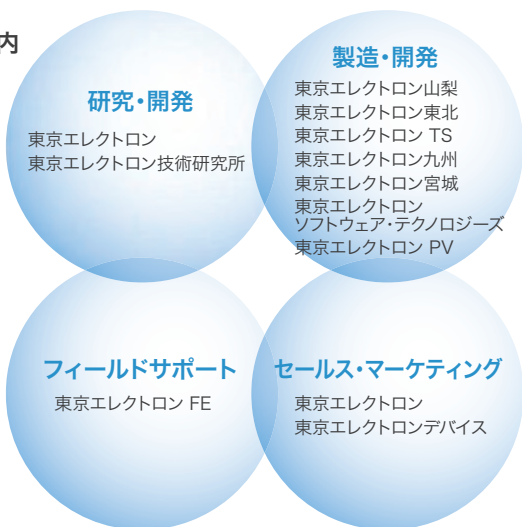 内
研究・開発
東京エレクトロン
東京エレクトロン技術研究所
製造・開発
東京エレクトロン山梨
東京エレクトロン東北
東京エレクトロン TS
東京エレクトロン九州
東京エレクトロン宮城
東京エレクトロン
ソフトウェア・テクノロジーズ
東京エレクトロン PV
フィールドサポート
東京エレクトロン FE
セールス・マーケティング
東京エレクトロン
東京エレクトロンデバイス